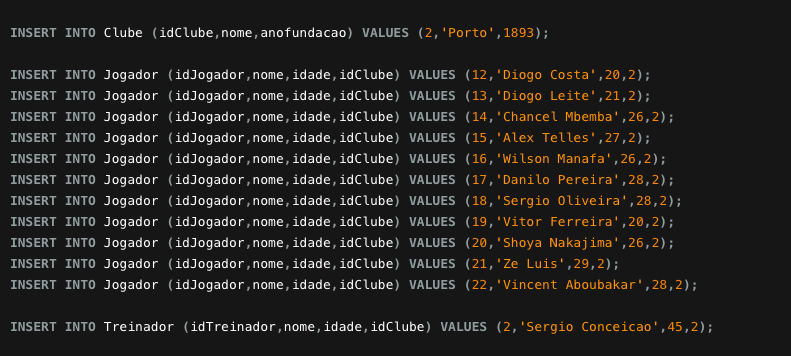 INSERT INTO Clube (idClube,nome,anofundacao) VALUES (2,'Porto',1893);
INSERT INTO Jogador (idJogador,nome,idade,idClube) VALUES (12,'Diogo Costa',20,2);
INSERT INTO Jogador (idJogador,nome,idade,idClube) VALUES (13,'Diogo Leite',21,2);
INSERT INTO Jogador (idJogador,nome,idade,idClube) VALUES (14,'Chancel Mbemba',26,2);
INSERT INTO Jogador (idJogador,nome,idade,idClube) VALUES (15,'Alex Telles',27,2);
INSERT INTO Jogador (idJogador,nome,idade,idClube) VALUES (16,'Wilson Manafa',26,2);
INSERT INTO Jogador (idJogador,nome,idade,idClube) VALUES (17,'Danilo Pereira',28,2);
INSERT INTO Jogador (idJogador,nome,idade,idClube) VALUES (18,'Sergio Oliveira',28,2);
INSERT INTO Jogador (idJogador,nome,idade,idClube) VALUES (19,'Vitor Ferreira',20,2);
INSERT INTO Jogador (idJogador,nome,idade,idClube) VALUES (20,'Shoya Nakajima',26,2);
INSERT INTO Jogador (idJogador,nome,idade,idClube) VALUES (21,'Ze Luis',29,2);
INSERT INTO Jogador (idJogador,nome,idade,idClube) VALUES (22,'Vincent Aboubakar',28,2);
INSERT INTO Treinador (idTreinador,nome,idade,idClube) VALUES (2,'Sergio Conceicao',45,2);